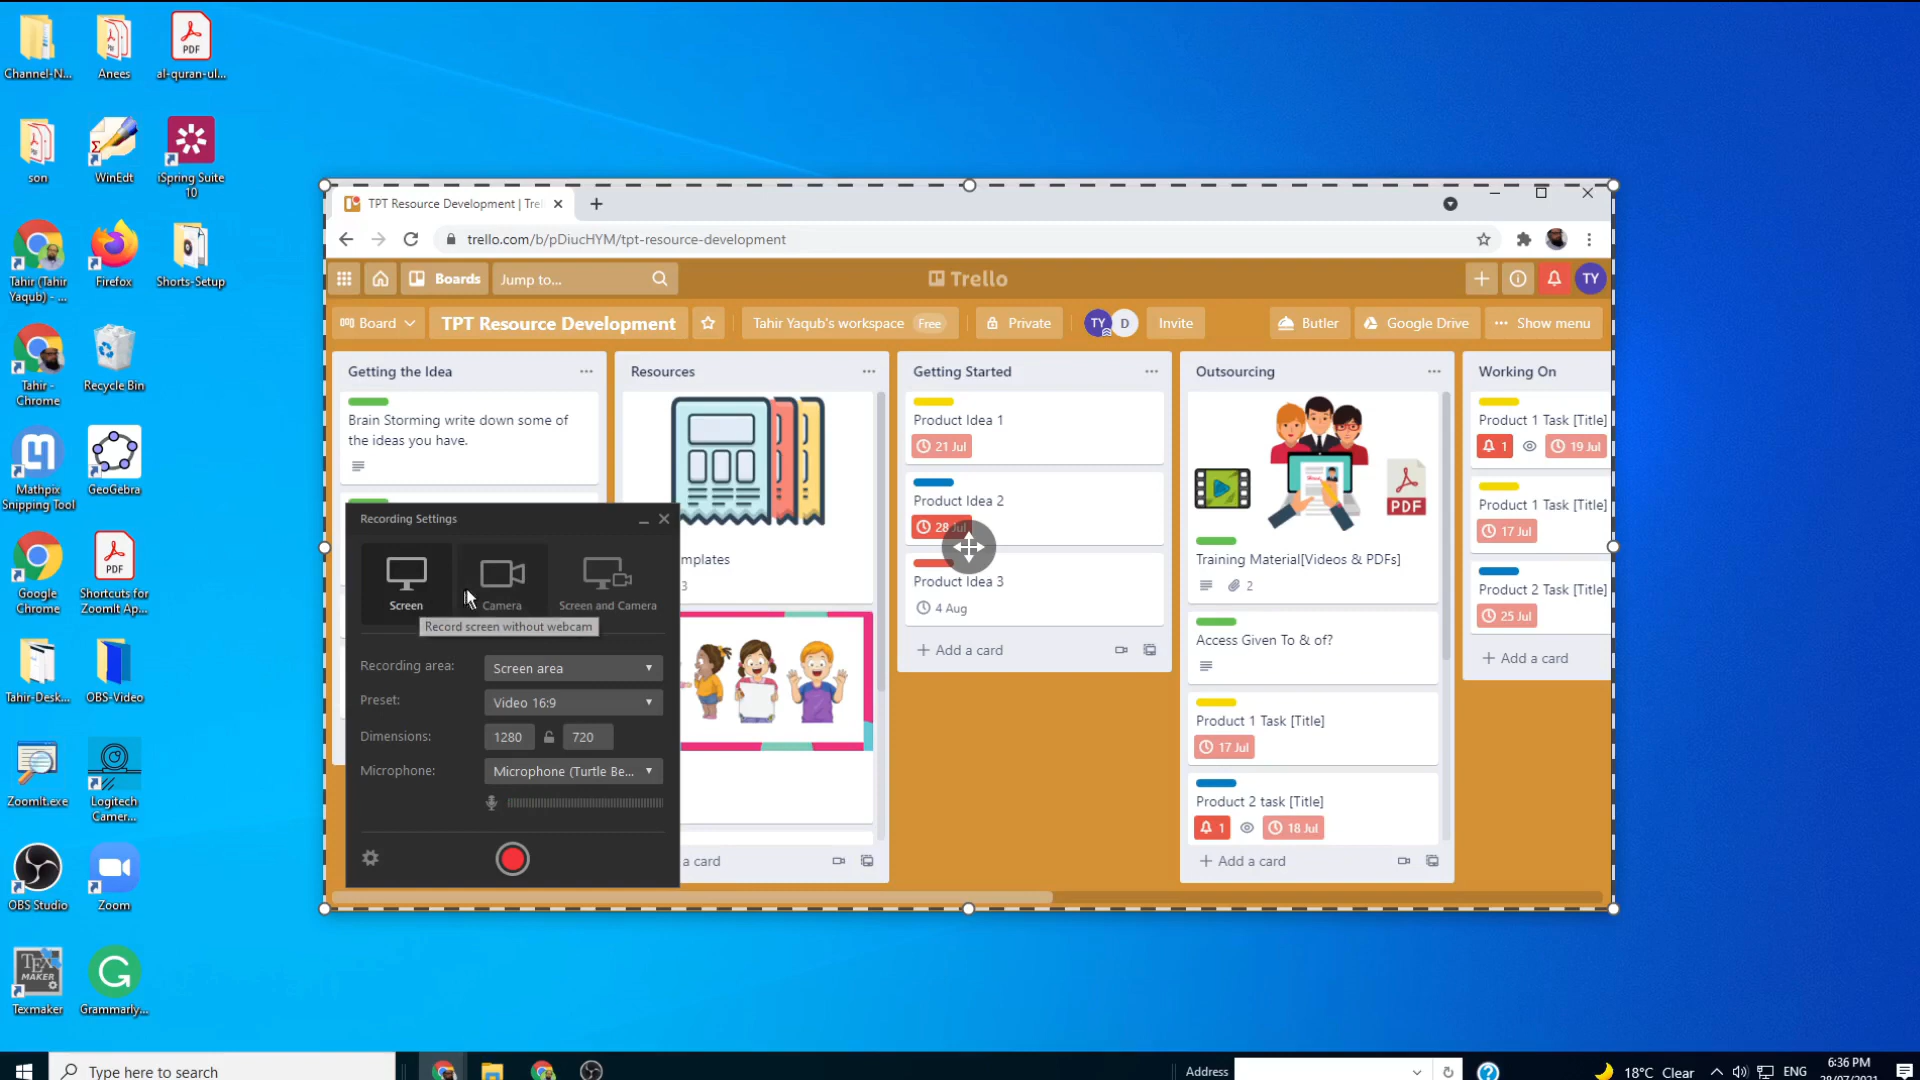 Channel-N...
Anees
al-quran-ul...
son
WinEdt
iSpring Suite
10
Tahir (Tahir
Yaqub) - ...
Firefox
Shorts-Setup
Tahir -
Chrome
Recycle Bin
Mathpix
Snipping Tool
GeoGebra
Google
Chrome
Shortcuts for
ZoomIt Ap...
Tahir-Desk...
OBS-Video
ZoomIt.exe
Logitech
Camer...
OBS Studio
Zoom
Texmaker
Grammarly...
TPT Resource Development | Trel
trello.com/b/pDiucHYM/tpt-resource-development
Boards
Jump to...
Trello
TY
Board
TPT Resource Development
Tahir Yaqub's workspace Free
Private
TY D
Invite
Butler
Google Drive
Show menu
Getting the Idea
Brain Storming write down some of
the ideas you have.
Resources
mplates
3
a card
Getting Started
Product Idea 1
21 Jul
Product Idea 2
28 Jul
Product Idea 3
4 Aug
+ Add a card
Outsourcing
PDF
Training Material[Videos & PDFs]
2
Access Given To & of?
Product 1 Task [Title]
17 Jul
Product 2 task [Title]
1 18 Jul
+ Add a card
Working On
Product 1 Task [Title]
1 19 Jul
Product 1 Task [Title]
17 Jul
Product 2 Task [Title]
25 Jul
+ Add a card
Recording Settings
Screen
Camera
Screen and Camera
Record screen without webcam
Recording area: Screen area
Preset: Video 16:9
Dimensions: 1280 720
Microphone: Microphone (Turtle Be...
Type here to search
Address
18°C Clear
ENG
6:36 PM